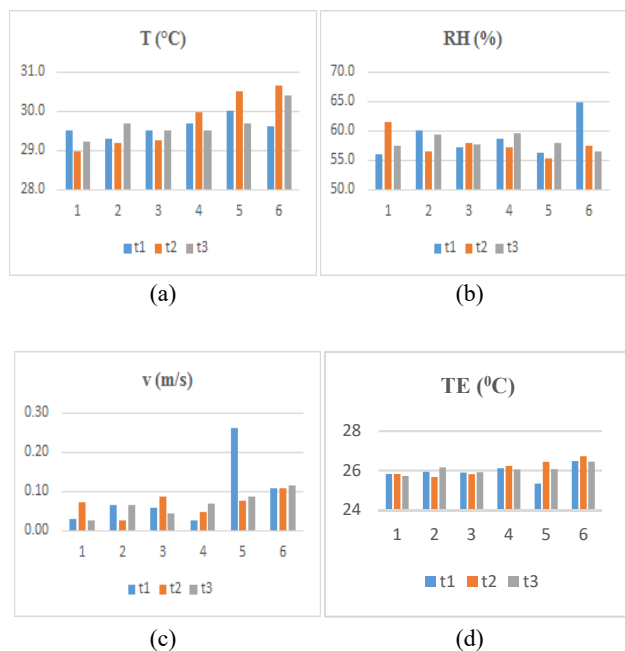 T (°C)
31.0
30.0
29.0
28.0
1 2 3 4 5 6
t1 t2 t3
(a)
RH (%)
70.0
65.0
60.0
55.0
50.0
1 2 3 4 5 6
t1 t2 t3
(b)
v (m/s)
0.30
0.20
0.10
0.00
1 2 3 4 5 6
t1 t2 t3
(c)
TE (⁰C)
28
26
24
1 2 3 4 5 6
t1 t2 t3
(d)